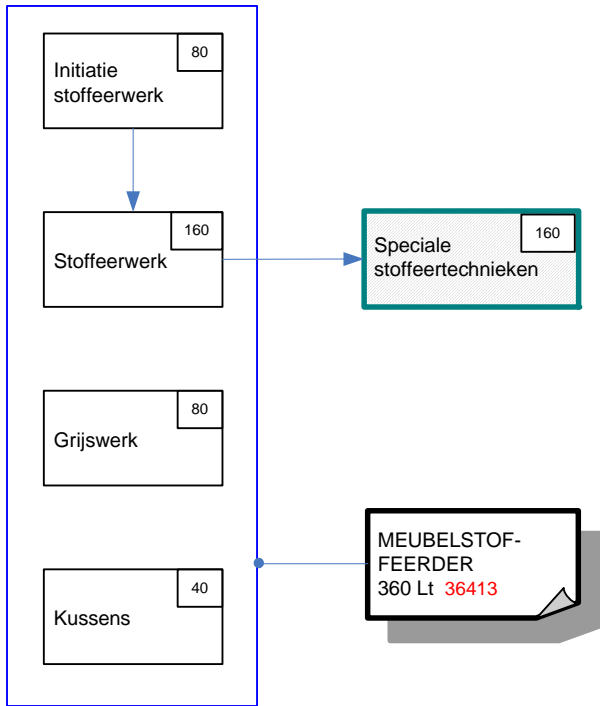 80
Initiatie
stoffeerwerk
160
Stoffeerwerk
160
Speciale
stoffeertechnieken
80
Grijswerk
MEUBELSTOF-
FEERDER
360 Lt 36413
40
Kussens